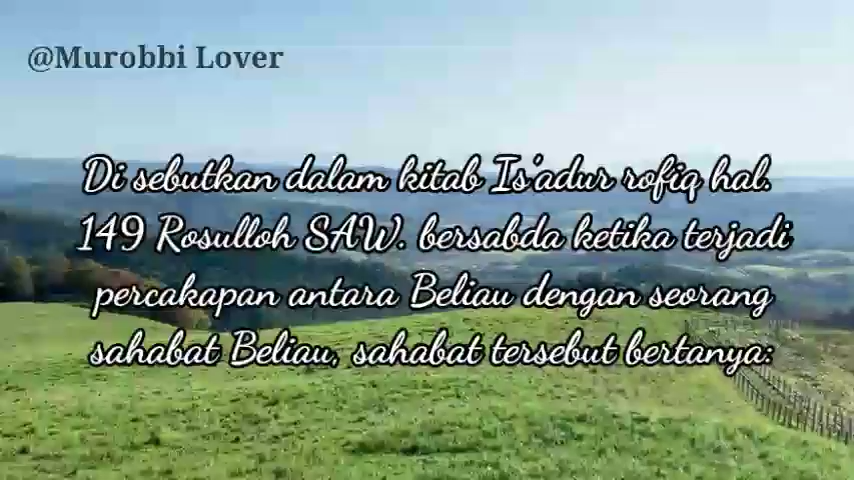 @Murobbi Lover
Di sebutkan dalam kitab Is'adur rofiq hal.
149 Rosulloh SAW. bersabda ketika terjadi
percakapan antara Beliau dengan seorang
sahabat Beliau, sahabat tersebut bertanya: